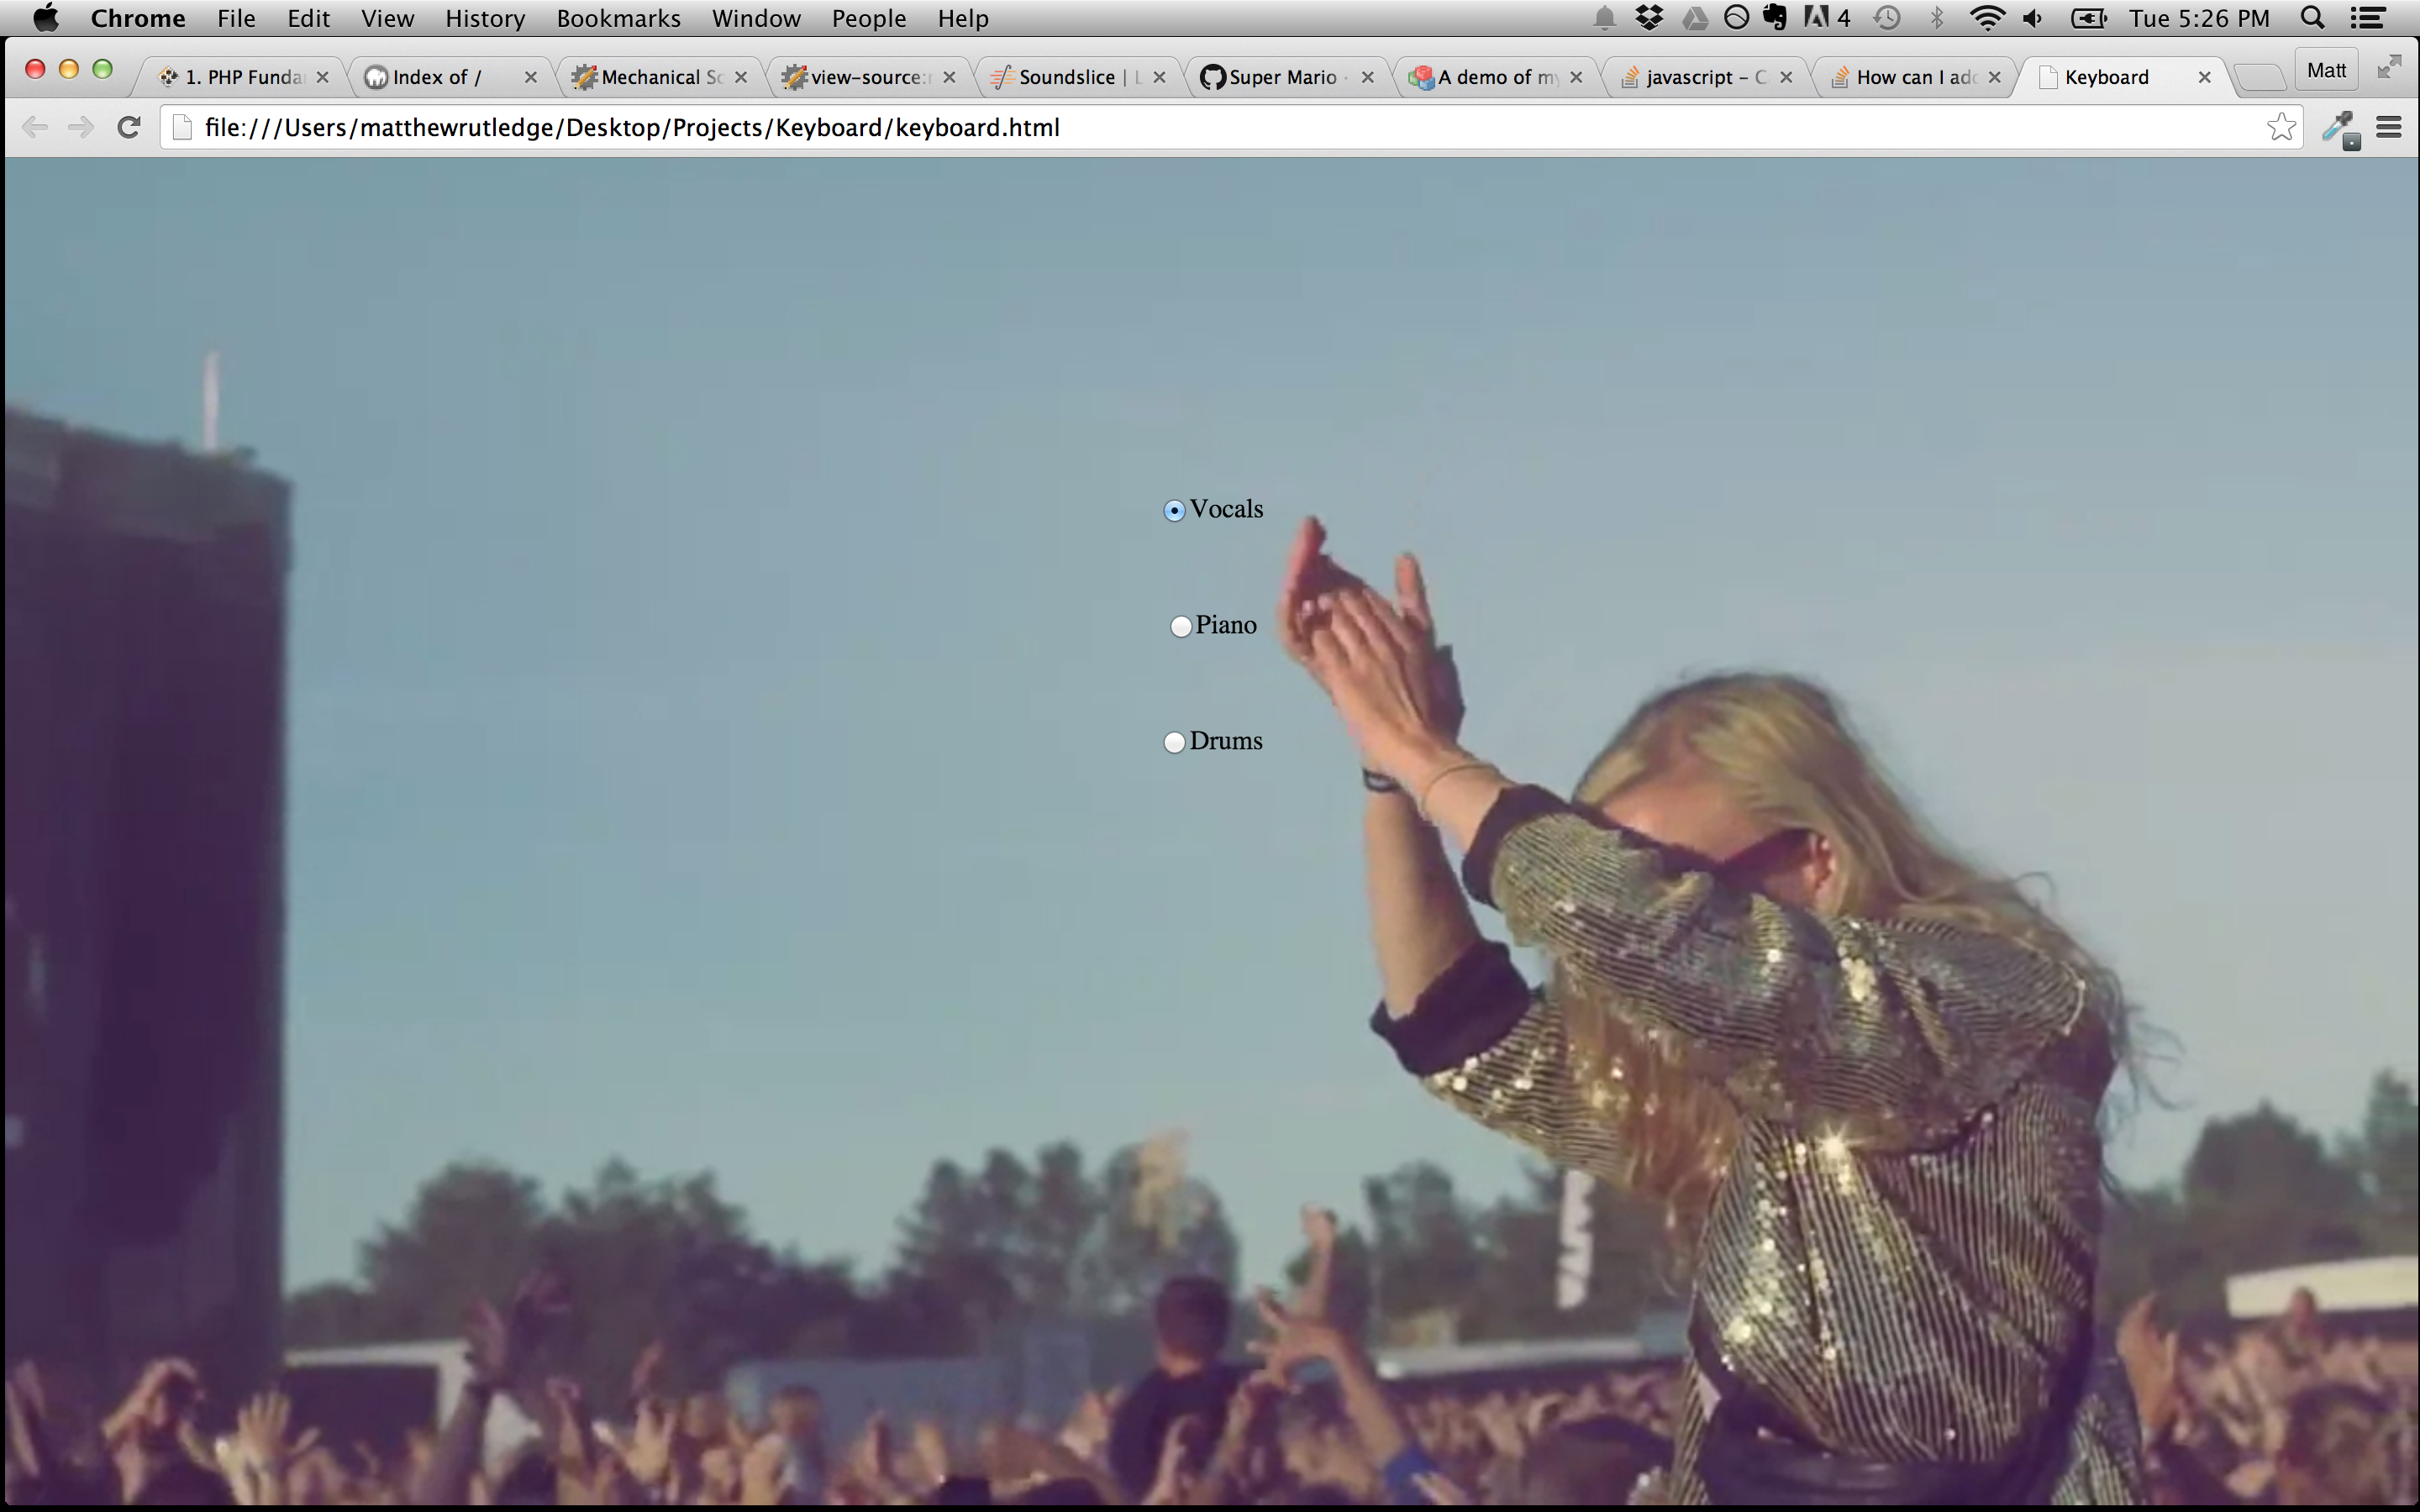 Chrome File Edit View History Bookmarks Window People Help 4 Tue 5:26 PM
1. PHP Funda Index of / Mechanical Sc view-source: Soundslice | L Super Mario A demo of my javascript - C How can I add Keyboard Matt
file:///Users/matthewrutledge/Desktop/Projects/Keyboard/keyboard.html
Vocals
Piano
Drums